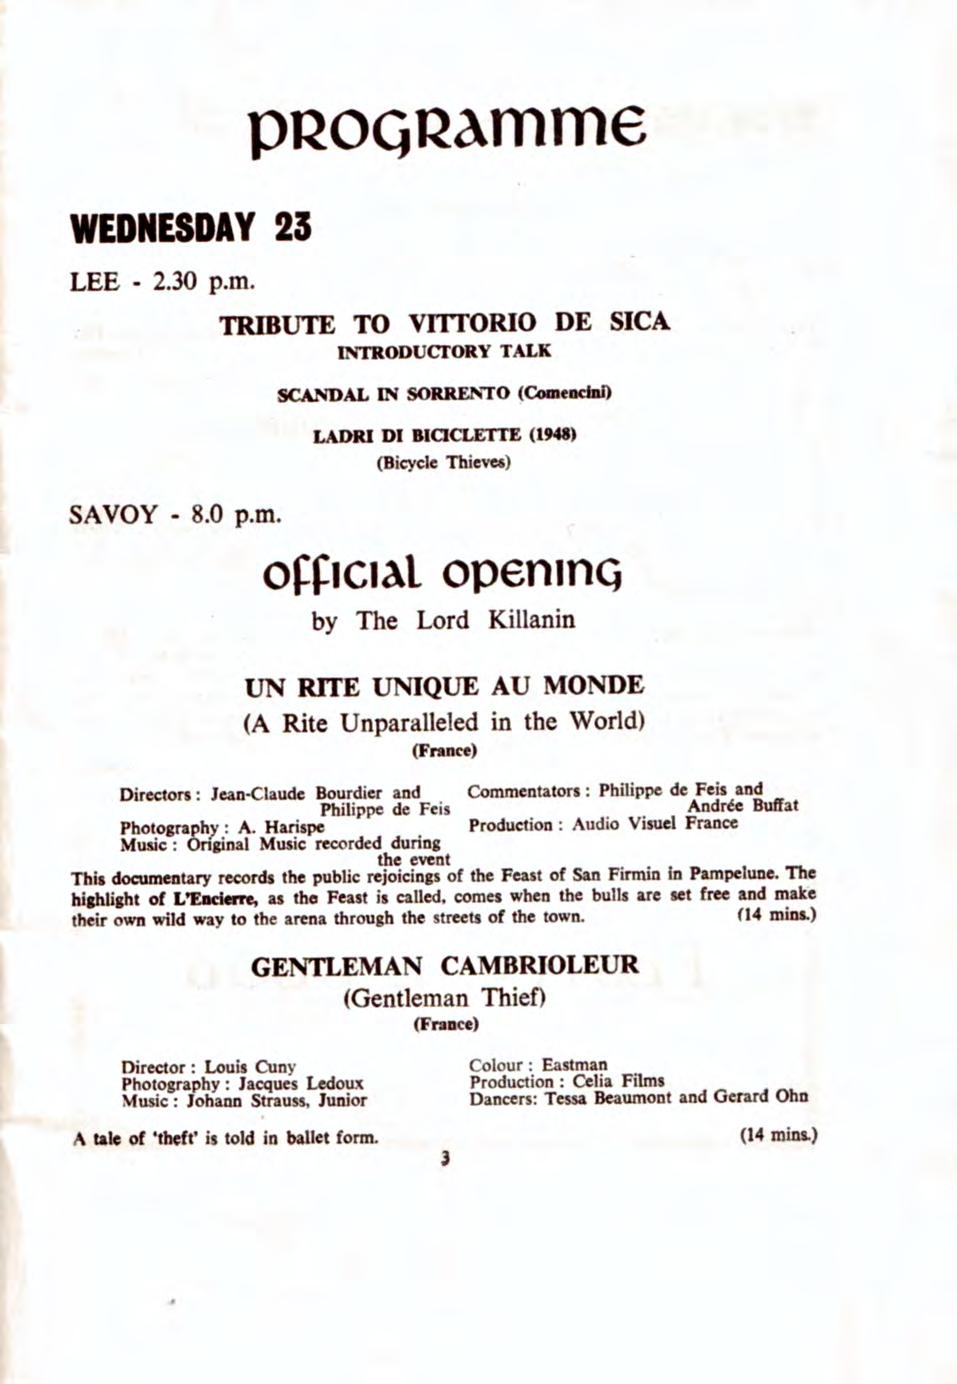 PROGRAMME
WEDNESDAY 23
LEE - 2.30 p.m.
TRIBUTE TO VITTORIO DE SICA
INTRODUCTORY TALK
SCANDAL IN SORRENTO (Comencini)
LADRI DI BICICLETTE (1948)
(Bicycle Thieves)
SAVOY - 8.0 p.m.
official opening
by The Lord Killanin
UN RITE UNIQUE AU MONDE
(A Rite Unparalleled in the World)
(France)
Directors : Jean-Claude Bourdier and
Philippe de Feis
Photography : A. Harispe
Music : Original Music recorded during
the event
Commentators : Philippe de Feis and
Andrée Buffat
Production : Audio Visuel France
This documentary records the public rejoicings of the Feast of San Firmin in Pampelune. The
highlight of L'Encierre, as the Feast is called, comes when the bulls are set free and make
their own wild way to the arena through the streets of the town. (14 mins.)
GENTLEMAN CAMBRIOLEUR
(Gentleman Thief)
(France)
Director : Louis Cuny
Photography : Jacques Ledoux
Music : Johann Strauss, Junior
Colour : Eastman
Production : Celia Films
Dancers: Tessa Beaumont and Gerard Ohn
A tale of 'theft' is told in ballet form. (14 mins.)
3